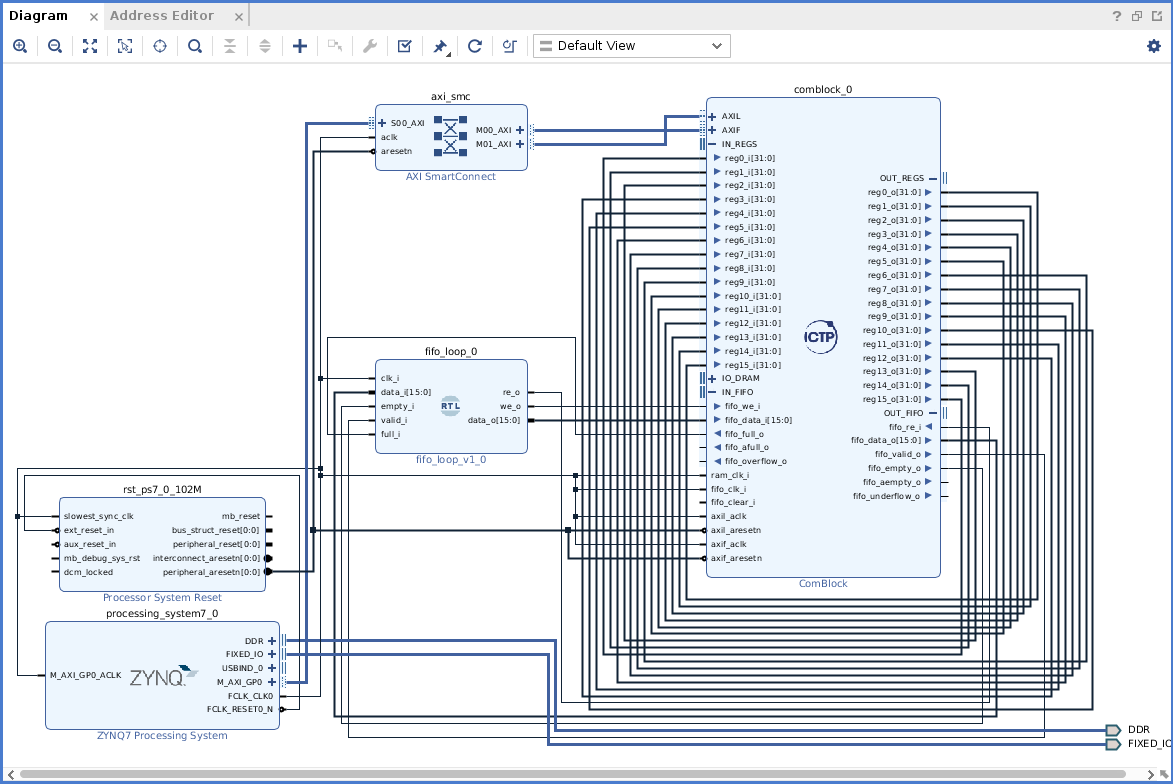 Diagram
Address Editor
Default View
axi_smc
S00_AXI
aclk
aresetn
M00_AXI
M01_AXI
AXI SmartConnect
comblock_0
AXIL
AXIF
IN_REGS
reg0_i[31:0]
reg1_i[31:0]
reg2_i[31:0]
reg3_i[31:0]
reg4_i[31:0]
reg5_i[31:0]
reg6_i[31:0]
reg7_i[31:0]
reg8_i[31:0]
reg9_i[31:0]
reg10_i[31:0]
reg11_i[31:0]
reg12_i[31:0]
reg13_i[31:0]
reg14_i[31:0]
reg15_i[31:0]
IO_DRAM
IN_FIFO
fifo_we_i
fifo_data_i[15:0]
fifo_full_o
fifo_afull_o
fifo_overflow_o
ram_clk_i
fifo_clk_i
fifo_clear_i
axil_aclk
axil_aresetn
axif_aclk
axif_aresetn
ICTP
OUT_REGS
reg0_o[31:0]
reg1_o[31:0]
reg2_o[31:0]
reg3_o[31:0]
reg4_o[31:0]
reg5_o[31:0]
reg6_o[31:0]
reg7_o[31:0]
reg8_o[31:0]
reg9_o[31:0]
reg10_o[31:0]
reg11_o[31:0]
reg12_o[31:0]
reg13_o[31:0]
reg14_o[31:0]
reg15_o[31:0]
OUT_FIFO
fifo_re_i
fifo_data_o[15:0]
fifo_valid_o
fifo_empty_o
fifo_aempty_o
fifo_underflow_o
ComBlock
fifo_loop_0
clk_i
data_i[15:0]
empty_i
valid_i
full_i
RTL
re_o
we_o
data_o[15:0]
fifo_loop_v1_0
rst_ps7_0_102M
slowest_sync_clk
ext_reset_in
aux_reset_in
mb_debug_sys_rst
dcm_locked
mb_reset
bus_struct_reset[0:0]
peripheral_reset[0:0]
interconnect_aresetn[0:0]
peripheral_aresetn[0:0]
Processor System Reset
processing_system7_0
M_AXI_GP0_ACLK
ZYNQ
DDR
FIXED_IO
USBIND_0
M_AXI_GP0
FCLK_CLK0
FCLK_RESET0_N
ZYNQ7 Processing System
DDR
FIXED_IO